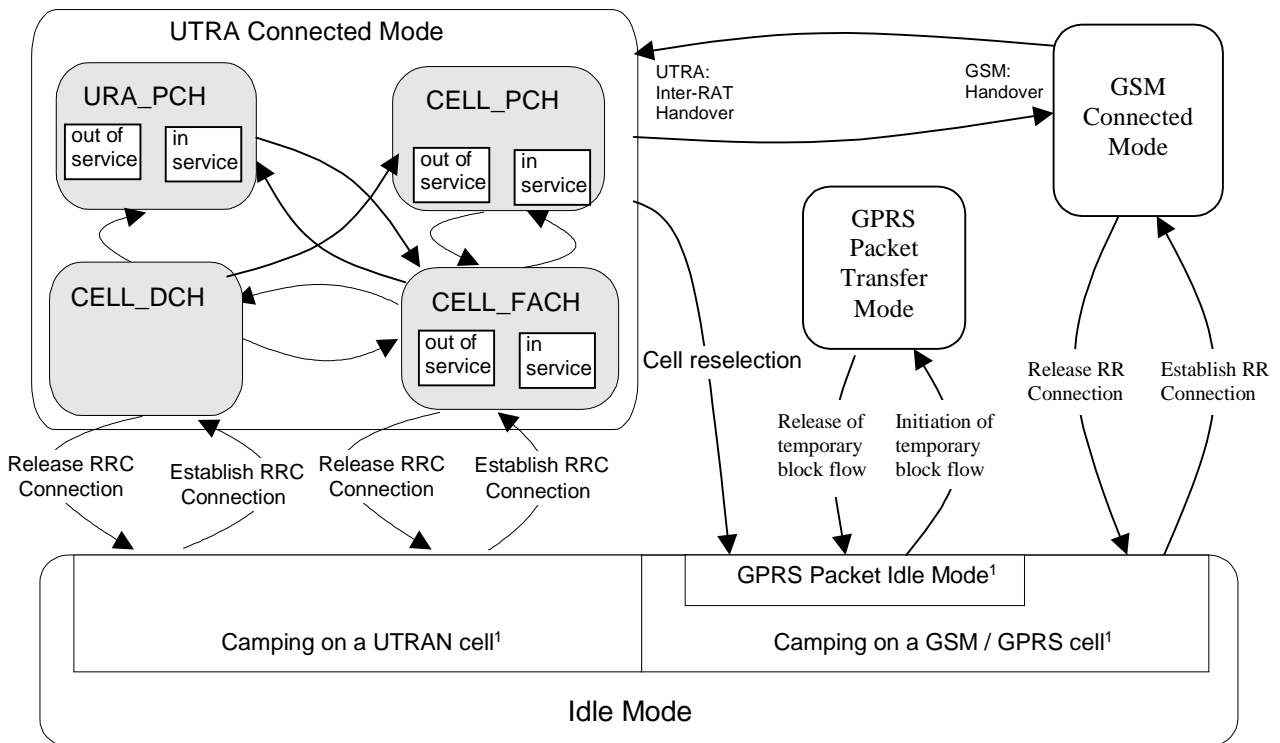 UTRA Connected Mode
URA_PCH
out of
service
in
service
CELL_PCH
out of
service
in
service
CELL_DCH
CELL_FACH
out of
service
in
service
UTRA:
Inter-RAT
Handover
GSM:
Handover
GSM
Connected
Mode
GPRS
Packet
Transfer
Mode
Cell reselection
Release of
temporary
block flow
Initiation of
temporary
block flow
Release RR
Connection
Establish RR
Connection
Release RRC
Connection
Establish RRC
Connection
Release RRC
Connection
Establish RRC
Connection
GPRS Packet Idle Mode¹
Camping on a UTRAN cell¹
Camping on a GSM / GPRS cell¹
Idle Mode